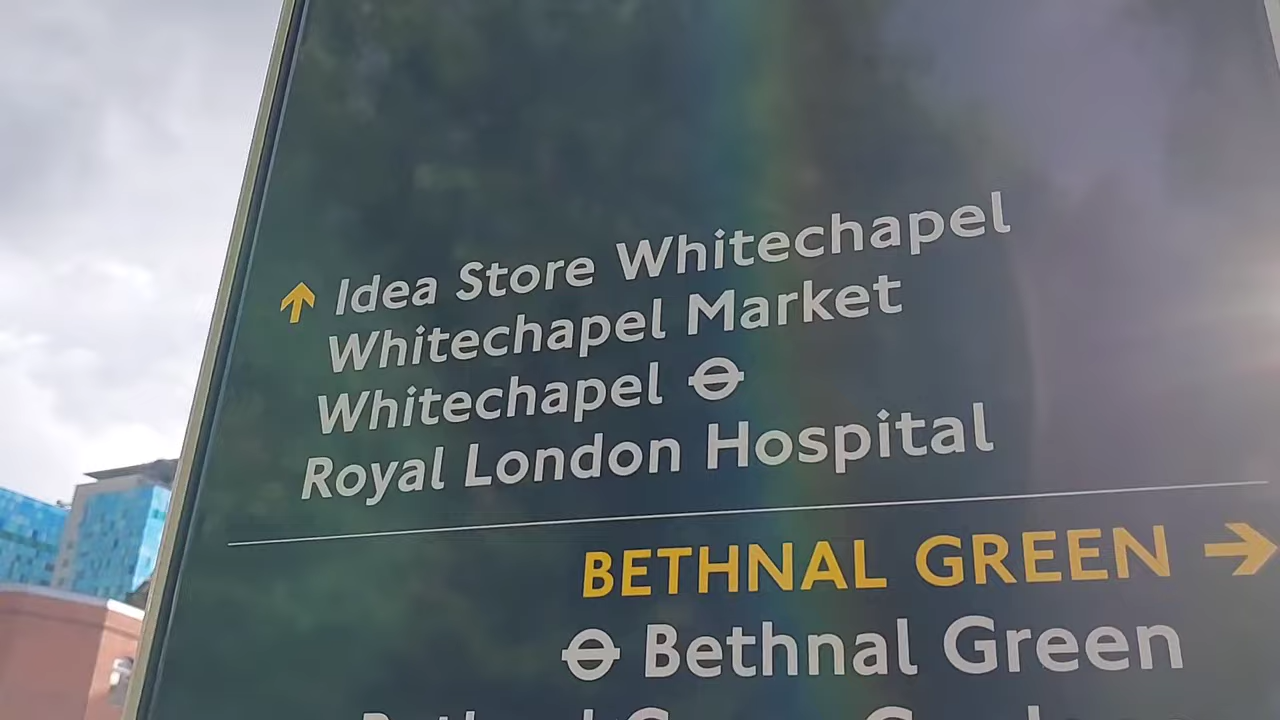 Idea Store Whitechapel
Whitechapel Market
Whitechapel
Royal London Hospital
BETHNAL GREEN
Bethnal Green